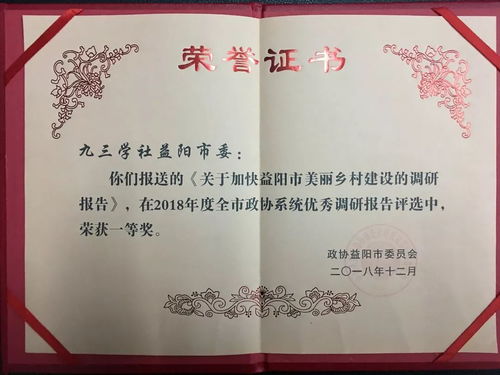 荣誉证书
九三学社益阳市委：
你们报送的《关于加快益阳市美丽乡村建设的调研
报告》，在2018年度全市政协系统优秀调研报告评选中，
荣获一等奖。
政协益阳市委员会
二〇一八年十二月